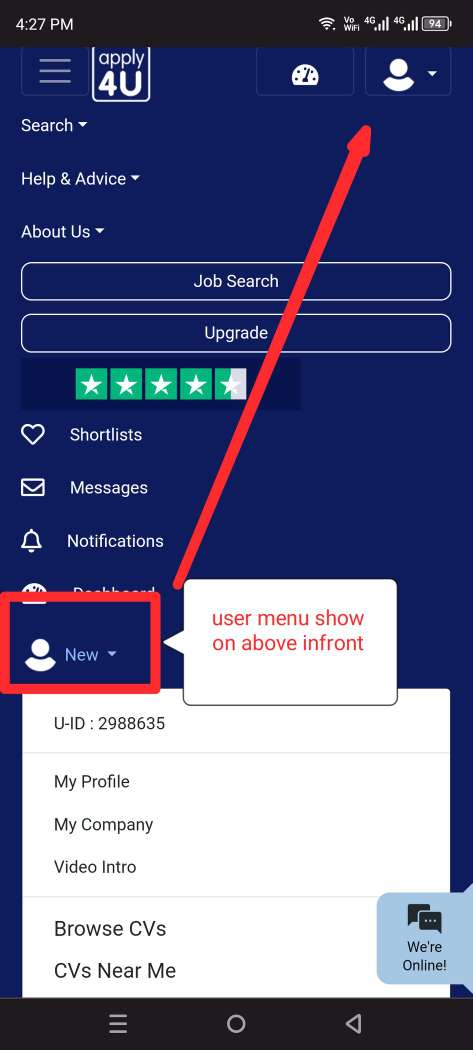 4:27 PM
Vo
WiFi
4G
4G
94
apply
4U
Search
Help & Advice
About Us
Job Search
Upgrade
Shortlists
Messages
Notifications
Dashboard
user menu show
on above infront
New
U-ID : 2988635
My Profile
My Company
Video Intro
Browse CVs
CVs Near Me
We're
Online!